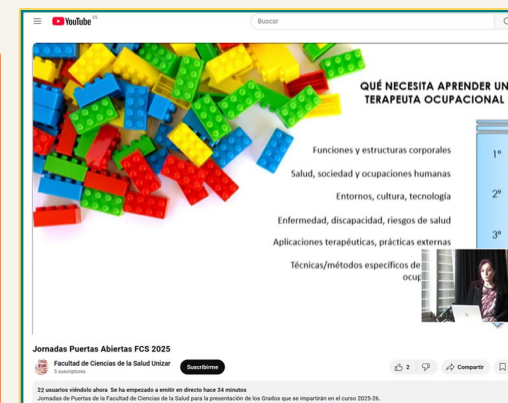 YouTube ES
Buscar
QUÉ NECESITA APRENDER UN
TERAPEUTA OCUPACIONAL
Funciones y estructuras corporales
Salud, sociedad y ocupaciones humanas
Entornos, cultura, tecnología
Enfermedad, discapacidad, riesgos de salud
Aplicaciones terapéuticas, prácticas externas
Técnicas/métodos específicos de
ocup
1º
2º
3º
Jornadas Puertas Abiertas FCS 2025
Facultad de Ciencias de la Salud Unizar
5 suscriptores
Suscribirme
2
Compartir
22 usuarios viéndolo ahora Se ha empezado a emitir en directo hace 34 minutos
Jornadas de Puertas de la Facultad de Ciencias de la Salud para la presentación de los Grados que se impartirán en el curso 2025-26.